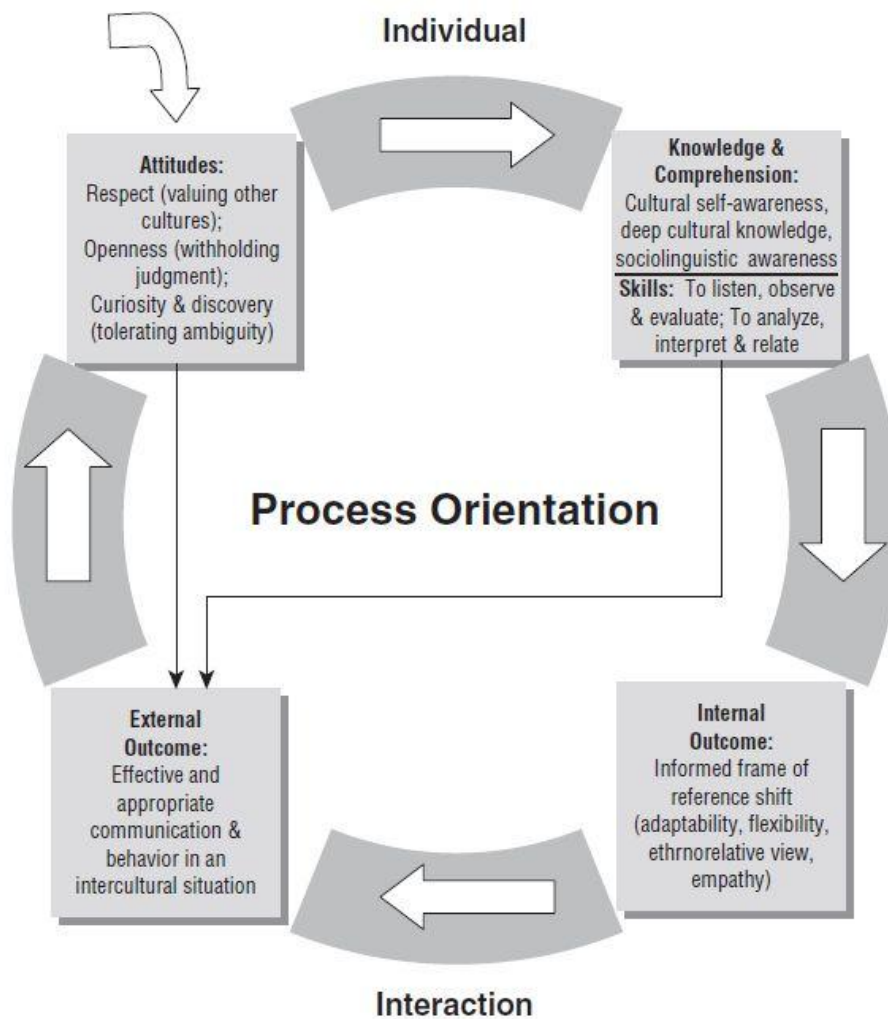 Individual
Attitudes:
Respect (valuing other
cultures);
Openness (withholding
judgment);
Curiosity & discovery
(tolerating ambiguity)
Knowledge &
Comprehension:
Cultural self-awareness,
deep cultural knowledge,
sociolinguistic awareness
Skills: To listen, observe
& evaluate; To analyze,
interpret & relate
Process Orientation
External
Outcome:
Effective and
appropriate
communication &
behavior in an
intercultural situation
Internal
Outcome:
Informed frame of
reference shift
(adaptability, flexibility,
ethrnorelative view,
empathy)
Interaction